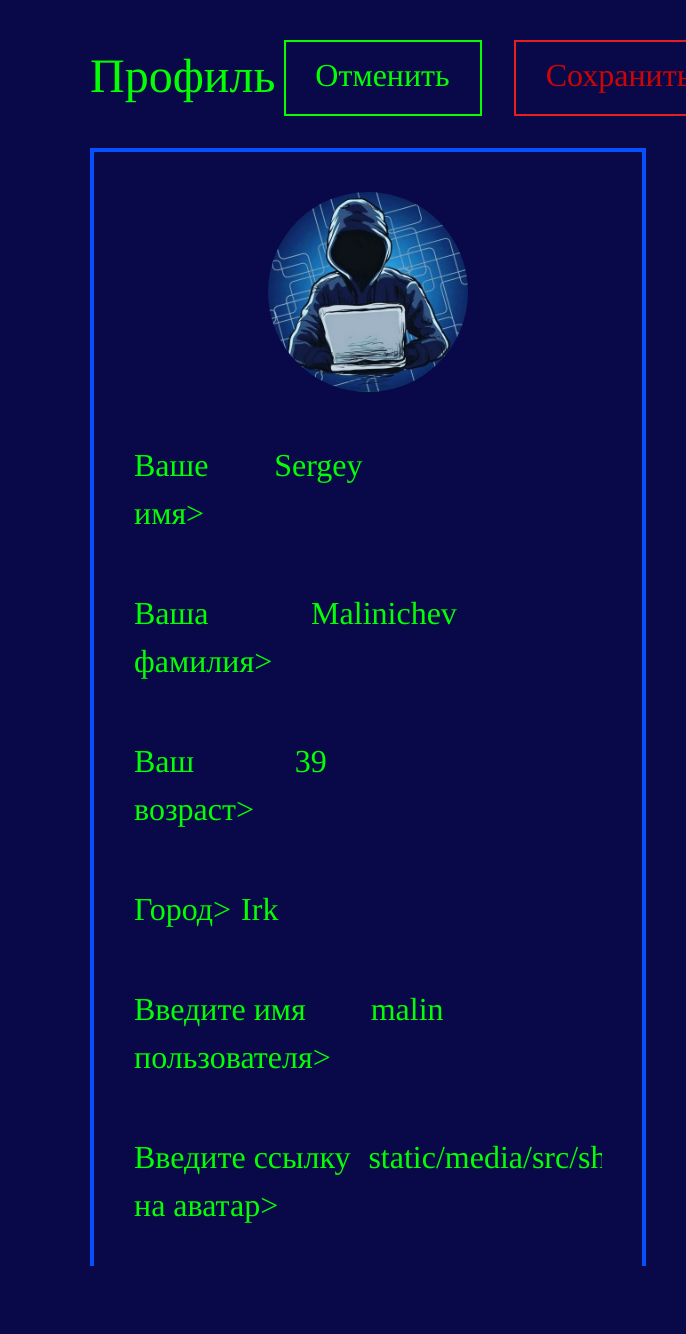 Профиль Отменить Сохранить
Ваше Sergey
имя>
Ваша Malinichev
фамилия>
Ваш 39
возраст>
Город> Irk
Введите имя malin
пользователя>
Введите ссылку static/media/src/sh
на аватар>